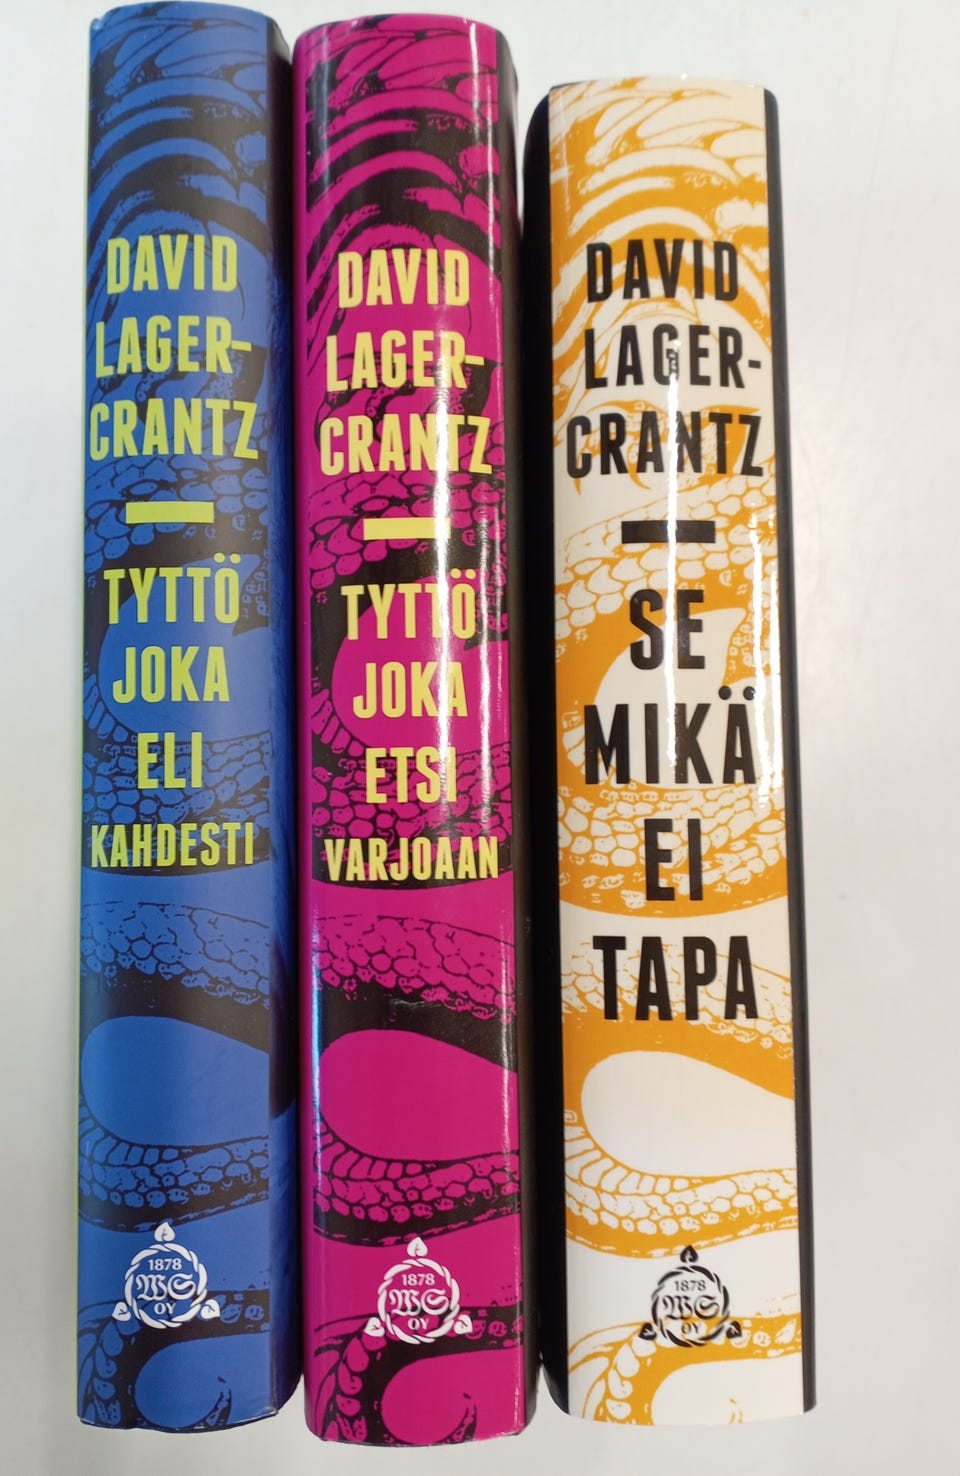 DAVID
LAGER-
CRANTZ
TYTTÖ
JOKA
ELI
KAHDESTI
1878
WS
OY
DAVID
LAGER-
CRANTZ
TYTTÖ
JOKA
ETSI
VARJOAAN
1878
WS
OY
DAVID
LAGER-
CRANTZ
SE
MIKÄ
EI
TAPA
1878
WS
OY